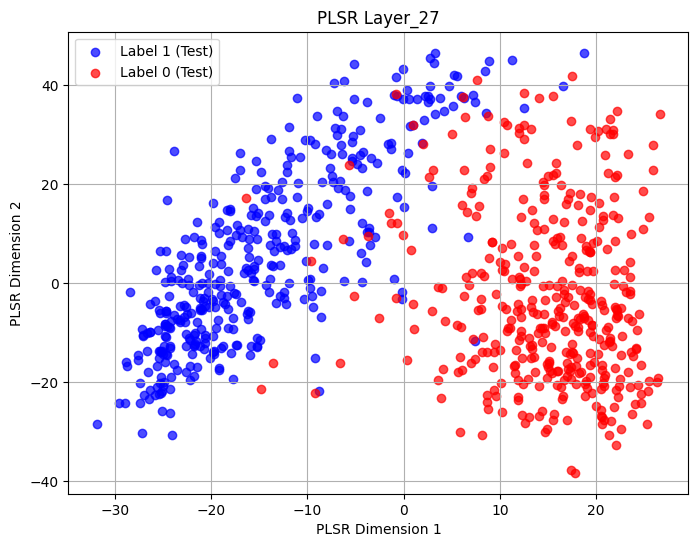 PLSR Layer_27
Label 1 (Test)
Label 0 (Test)
40
20
0
−20
−40
PLSR Dimension 2
−30
−20
−10
0
10
20
PLSR Dimension 1